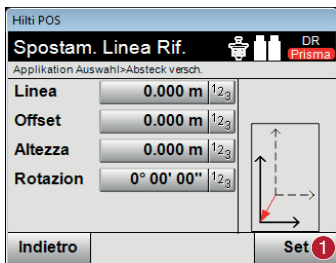 Hilti POS
Spostam. Linea Rif.
DR
Prisma
Applikation Auswahl>Absteck versch.
Linea 0.000 m 123
Offset 0.000 m 123
Altezza 0.000 m 123
Rotazion 0° 00' 00" 123
Indietro Set 1